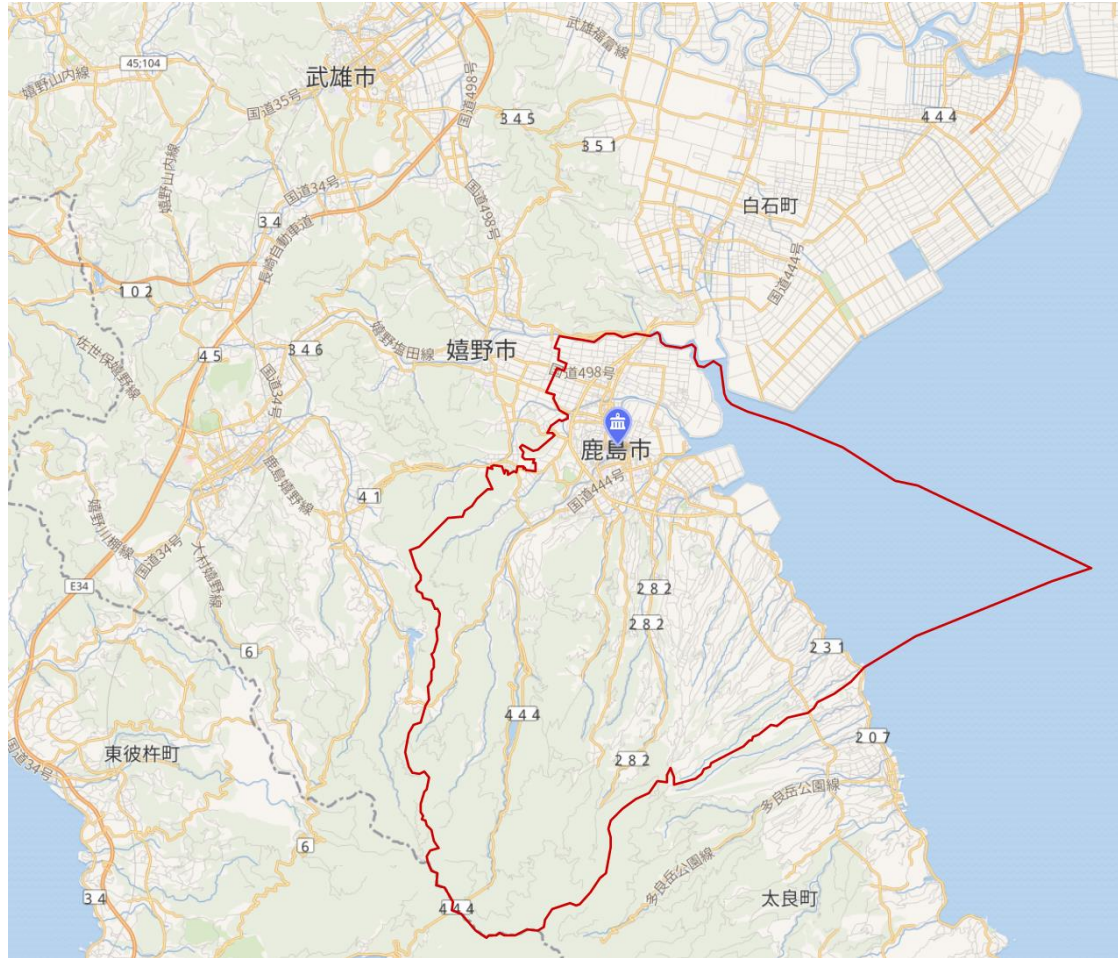 武雄福富線
45;104
嬉野山内線
武雄市
国道35号
国道498号
444
345
351
嬉野山内線
国道34号
国道498号
34
白石町
長崎自動車道
国道444号
102
嬉野塩田線
346
嬉野市
佐世保嬉野線
45
国道498号
国道34号
鹿島市
鹿島嬉野線
国道444号
41
嬉野川棚線
国道34号
大村嬉野線
E34
282
282
231
6
444
国道34号
東彼杵町
207
282
多良岳公園線
6
多良岳公園線
34
444
太良町